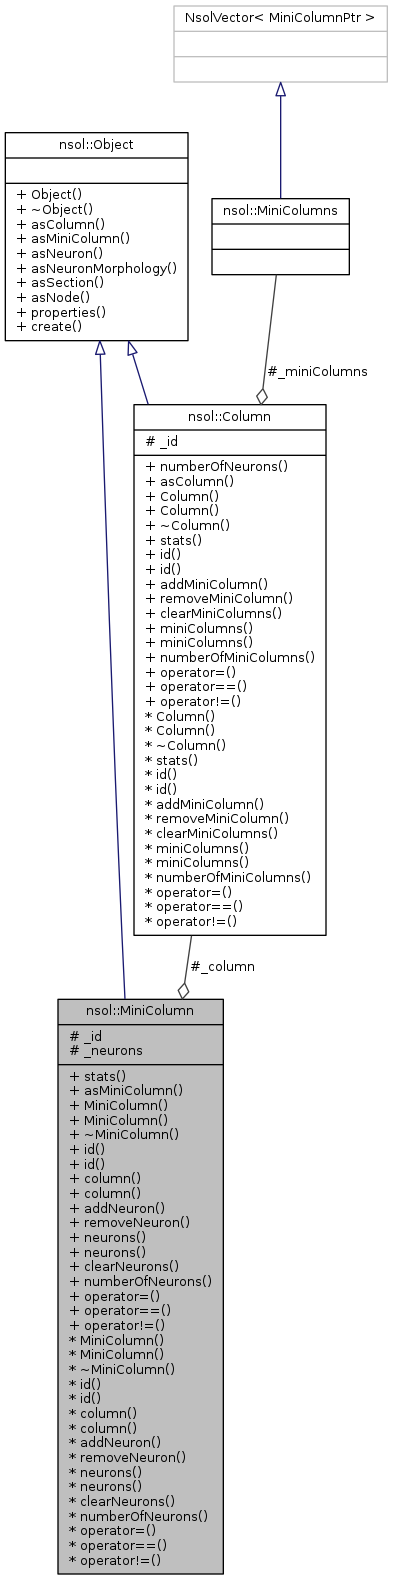 NsolVector< MiniColumnPtr >
nsol::Object
+ Object()
+ ~Object()
+ asColumn()
+ asMiniColumn()
+ asNeuron()
+ asNeuronMorphology()
+ asSection()
+ asNode()
+ properties()
+ create()
nsol::MiniColumns
#_miniColumns
nsol::Column
# _id
+ numberOfNeurons()
+ asColumn()
+ Column()
+ Column()
+ ~Column()
+ stats()
+ id()
+ id()
+ addMiniColumn()
+ removeMiniColumn()
+ clearMiniColumns()
+ miniColumns()
+ miniColumns()
+ numberOfMiniColumns()
+ operator=()
+ operator==()
+ operator!=()
* Column()
* Column()
* ~Column()
* stats()
* id()
* id()
* addMiniColumn()
* removeMiniColumn()
* clearMiniColumns()
* miniColumns()
* miniColumns()
* numberOfMiniColumns()
* operator=()
* operator==()
* operator!=()
#_column
nsol::MiniColumn
# _id
# _neurons
+ stats()
+ asMiniColumn()
+ MiniColumn()
+ MiniColumn()
+ ~MiniColumn()
+ id()
+ id()
+ column()
+ column()
+ addNeuron()
+ removeNeuron()
+ neurons()
+ neurons()
+ clearNeurons()
+ numberOfNeurons()
+ operator=()
+ operator==()
+ operator!=()
* MiniColumn()
* MiniColumn()
* ~MiniColumn()
* id()
* id()
* column()
* column()
* addNeuron()
* removeNeuron()
* neurons()
* neurons()
* clearNeurons()
* numberOfNeurons()
* operator=()
* operator==()
* operator!=()